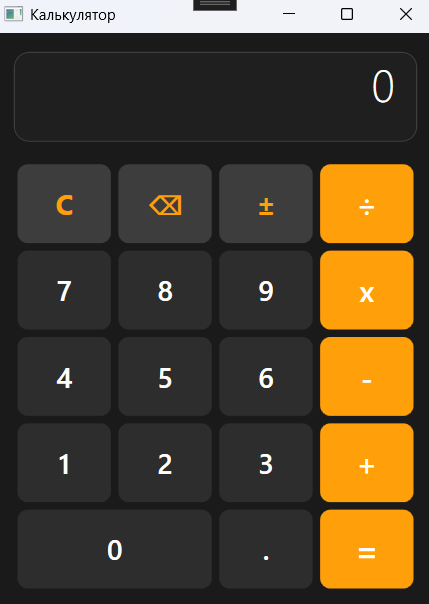 Калькулятор
0
C ⌫ ± ÷
7 8 9 x
4 5 6 -
1 2 3 +
0 . =